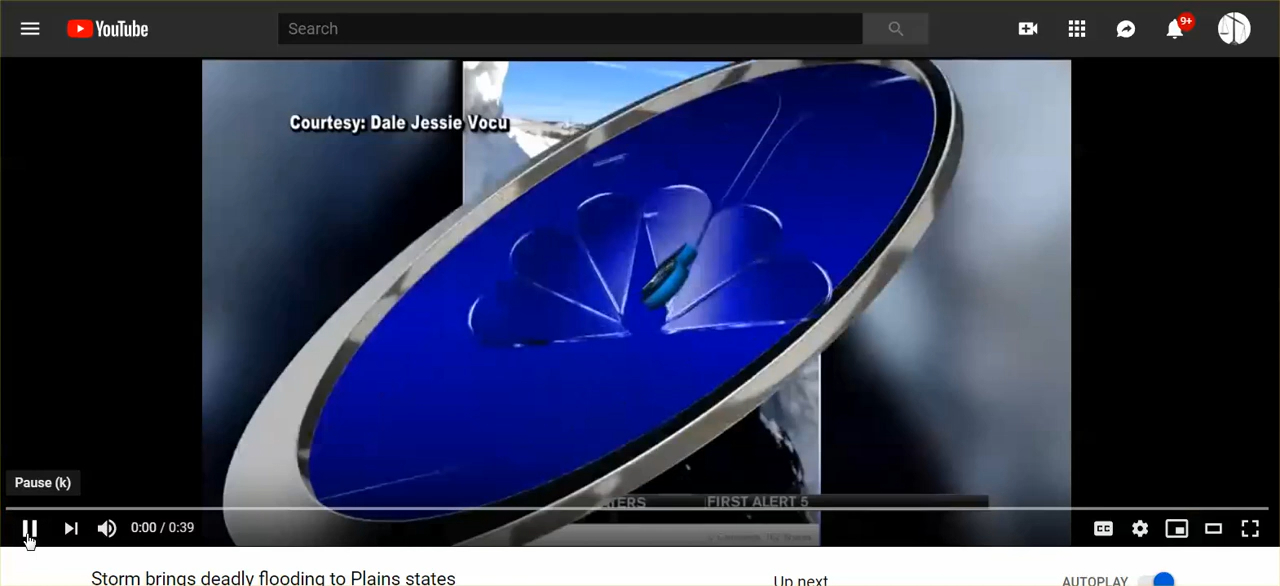 YouTube
Search
9+
Courtesy: Dale Jessie Vocu
FIRST ALERT 5
Pause (k)
0:00 / 0:39
CC
Storm brings deadly flooding to Plains states
Up next
AUTOPLAY